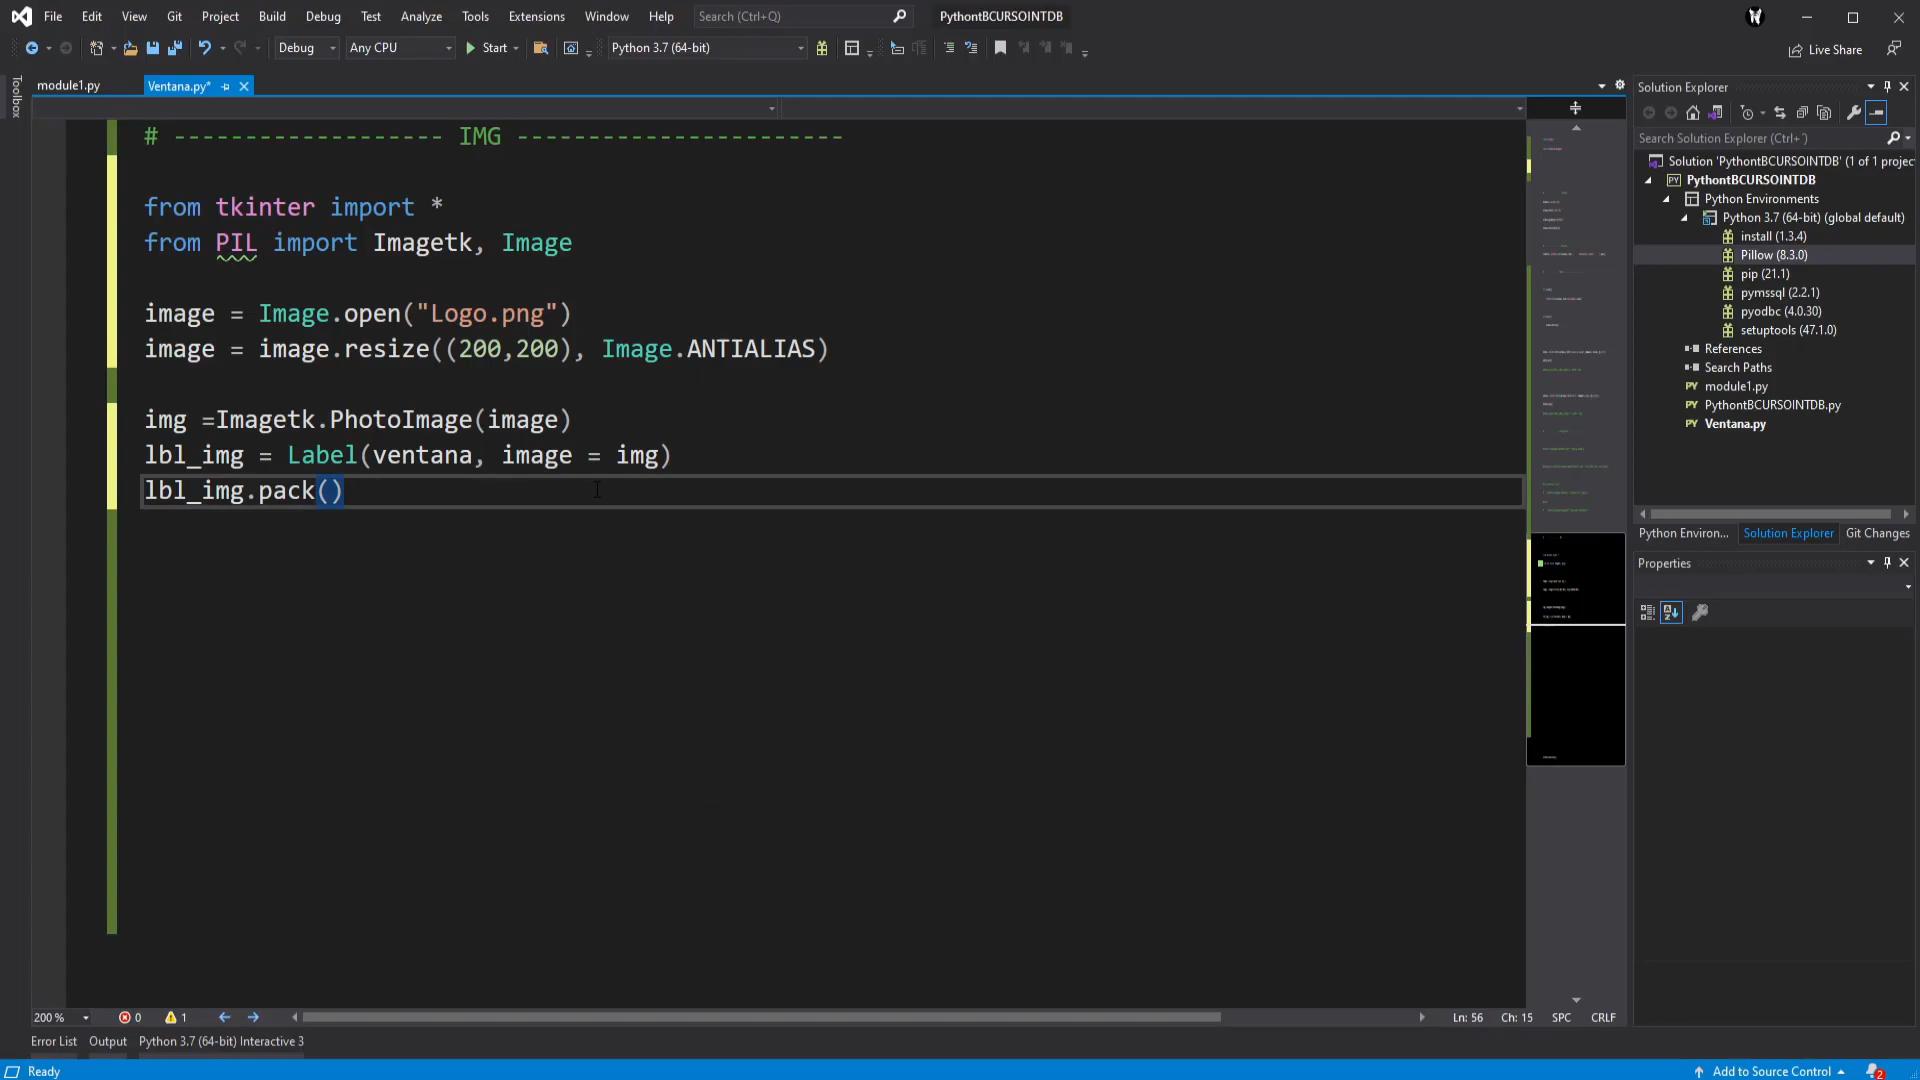 File Edit View Git Project Build Debug Test Analyze Tools Extensions Window Help Search (Ctrl+Q) PythontBCURSOINTDB
Debug Any CPU Start Python 3.7 (64-bit) Live Share
Toolbox
module1.py Ventana.py*
# ------------------- IMG -----------------------
from tkinter import *
from PIL import Imagetk, Image
image = Image.open("Logo.png")
image = image.resize((200,200), Image.ANTIALIAS)
img =Imagetk.PhotoImage(image)
lbl_img = Label(ventana, image = img)
lbl_img.pack()
Solution Explorer
Search Solution Explorer (Ctrl+´)
Solution 'PythontBCURSOINTDB' (1 of 1 projec
PythontBCURSOINTDB
Python Environments
Python 3.7 (64-bit) (global default)
install (1.3.4)
Pillow (8.3.0)
pip (21.1)
pymssql (2.2.1)
pyodbc (4.0.30)
setuptools (47.1.0)
References
Search Paths
module1.py
PythontBCURSOINTDB.py
Ventana.py
Python Environ... Solution Explorer Git Changes
Properties
200 % 0 1 Ln: 56 Ch: 15 SPC CRLF
Error List Output Python 3.7 (64-bit) Interactive 3
Ready Add to Source Control 2